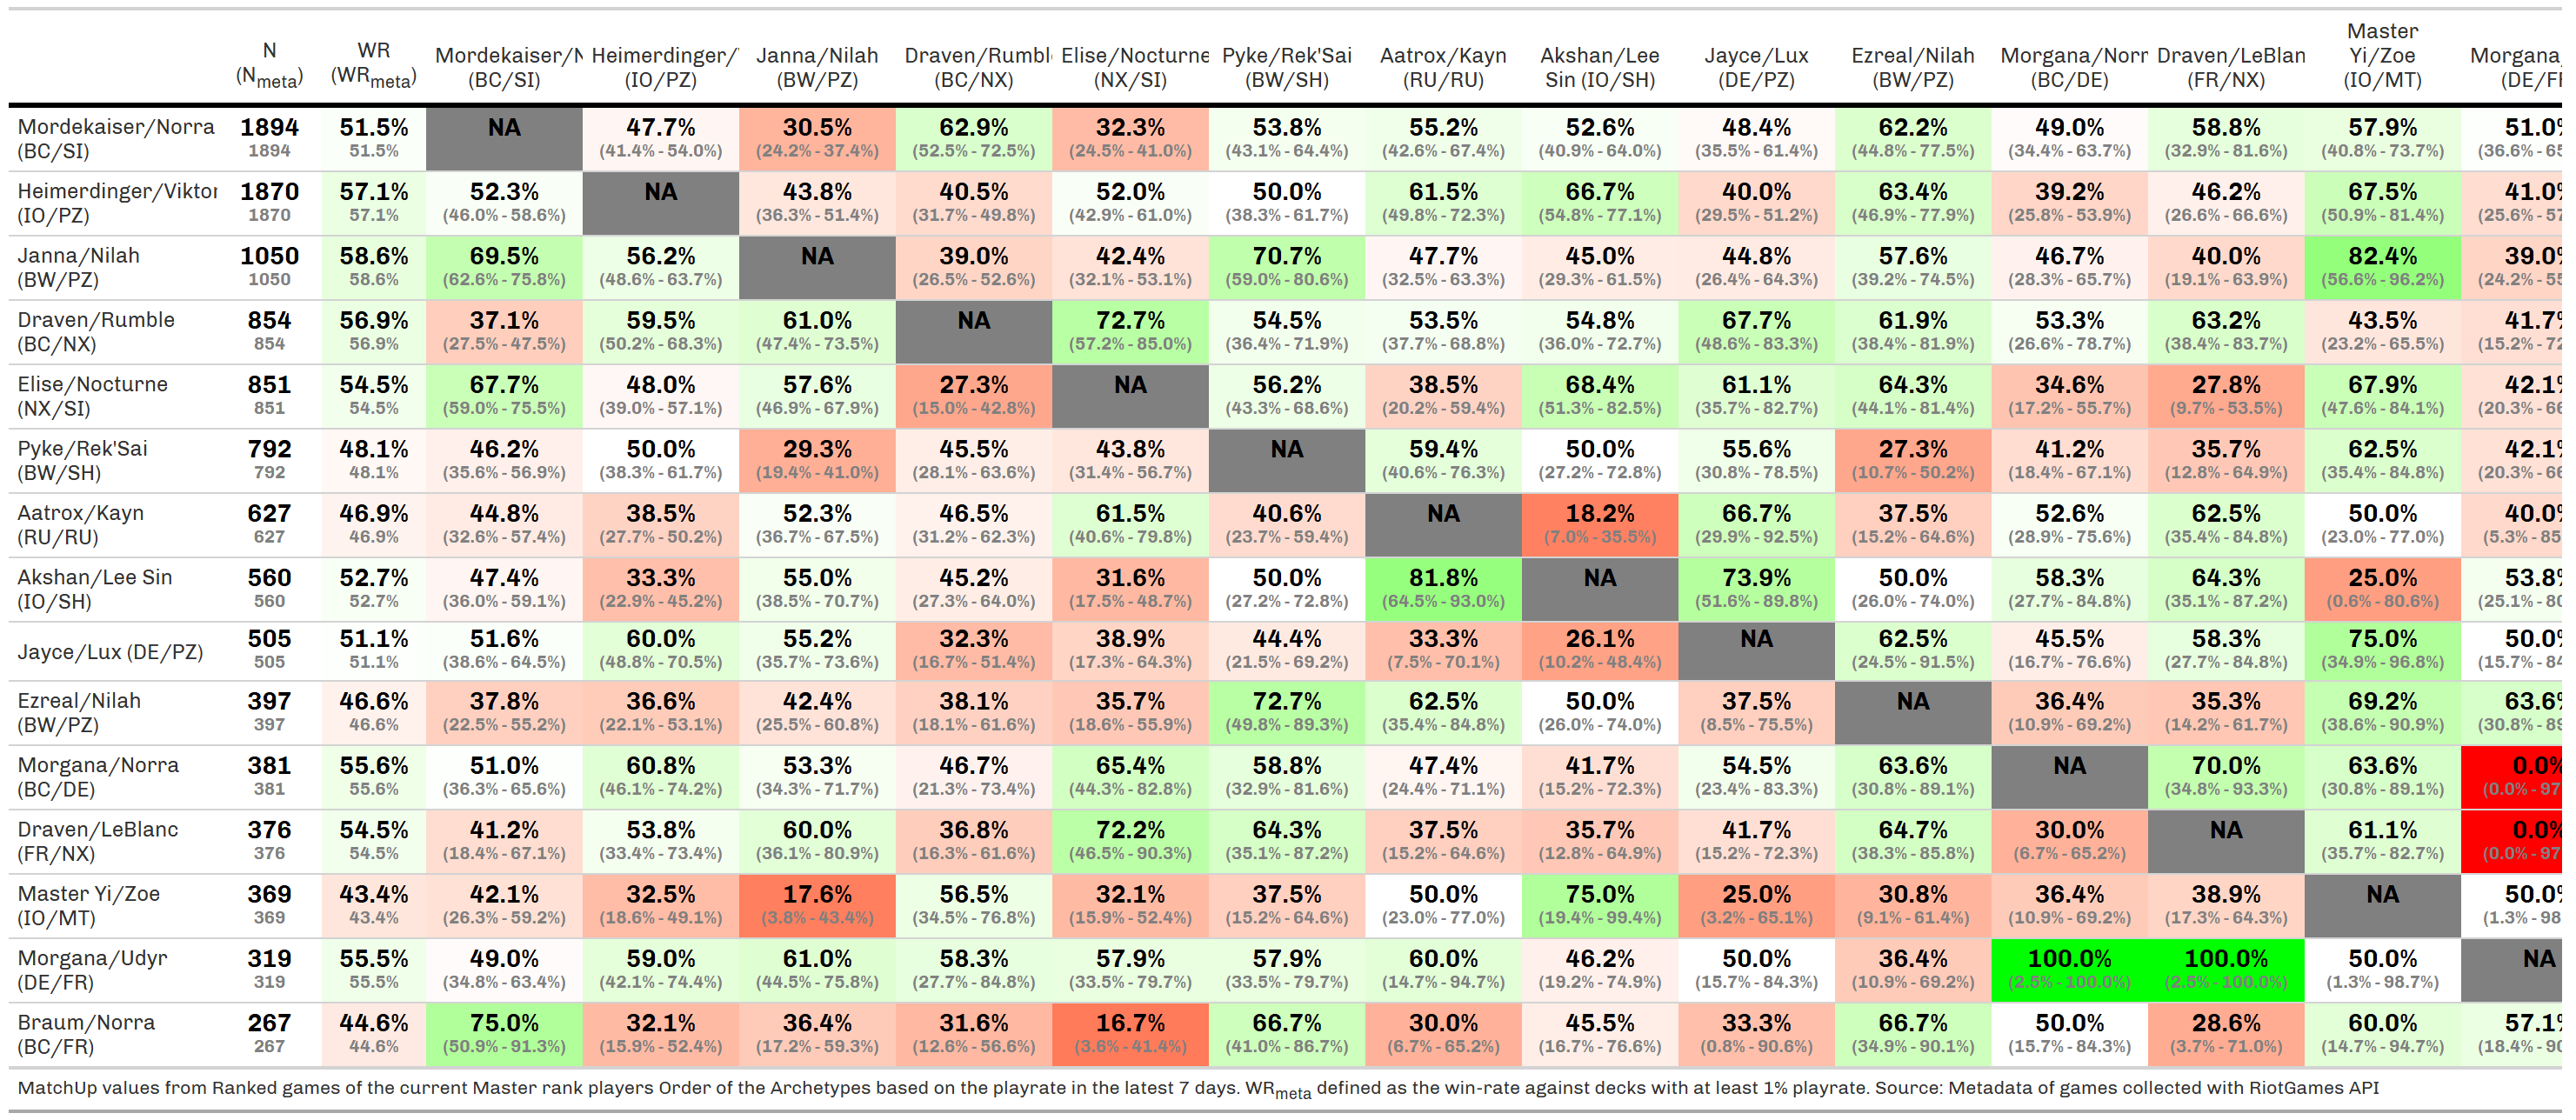 N (Nmeta) WR (WRmeta) Mordekaiser/N (BC/SI) Heimerdinger/ (IO/PZ) Janna/Nilah (BW/PZ) Draven/Rumbl (BC/NX) Elise/Nocturne (NX/SI) Pyke/Rek'Sai (BW/SH) Aatrox/Kayn (RU/RU) Akshan/Lee Sin (IO/SH) Jayce/Lux (DE/PZ) Ezreal/Nilah (BW/PZ) Morgana/Norr (BC/DE) Draven/LeBlan (FR/NX) Master Yi/Zoe (IO/MT) Morgana (DE/F
Mordekaiser/Norra 1894 51.5% NA 47.7% 30.5% 62.9% 32.3% 53.8% 55.2% 52.6% 48.4% 62.2% 49.0% 58.8% 57.9% 51.0%
(BC/SI) 1894 51.5% (41.4% - 54.0%) (24.2% - 37.4%) (52.5% - 72.5%) (24.5% - 41.0%) (43.1% - 64.4%) (42.6% - 67.4%) (40.9% - 64.0%) (35.5% - 61.4%) (44.8% - 77.5%) (34.4% - 63.7%) (32.9% - 81.6%) (40.8% - 73.7%) (36.6% - 65
Heimerdinger/Viktor 1870 57.1% 52.3% NA 43.8% 40.5% 52.0% 50.0% 61.5% 66.7% 40.0% 63.4% 39.2% 46.2% 67.5% 41.0%
(IO/PZ) 1870 57.1% (46.0% - 58.6%) (36.3% - 51.4%) (31.7% - 49.8%) (42.9% - 61.0%) (38.3% - 61.7%) (49.8% - 72.3%) (54.8% - 77.1%) (29.5% - 51.2%) (46.9% - 77.9%) (25.8% - 53.9%) (26.6% - 66.6%) (50.9% - 81.4%) (25.6% - 57
Janna/Nilah 1050 58.6% 69.5% 56.2% NA 39.0% 42.4% 70.7% 47.7% 45.0% 44.8% 57.6% 46.7% 40.0% 82.4% 39.0%
(BW/PZ) 1050 58.6% (62.6% - 75.8%) (48.6% - 63.7%) (26.5% - 52.6%) (32.1% - 53.1%) (59.0% - 80.6%) (32.5% - 63.3%) (29.3% - 61.5%) (26.4% - 64.3%) (39.2% - 74.5%) (28.3% - 65.7%) (19.1% - 63.9%) (56.6% - 96.2%) (24.2% - 55
Draven/Rumble 854 56.9% 37.1% 59.5% 61.0% NA 72.7% 54.5% 53.5% 54.8% 67.7% 61.9% 53.3% 63.2% 43.5% 41.7%
(BC/NX) 854 56.9% (27.5% - 47.5%) (50.2% - 68.3%) (47.4% - 73.5%) (57.2% - 85.0%) (36.4% - 71.9%) (37.7% - 68.8%) (36.0% - 72.7%) (48.6% - 83.3%) (38.4% - 81.9%) (26.6% - 78.7%) (38.4% - 83.7%) (23.2% - 65.5%) (15.2% - 72
Elise/Nocturne 851 54.5% 67.7% 48.0% 57.6% 27.3% NA 56.2% 38.5% 68.4% 61.1% 64.3% 34.6% 27.8% 67.9% 42.1%
(NX/SI) 851 54.5% (59.0% - 75.5%) (39.0% - 57.1%) (46.9% - 67.9%) (15.0% - 42.8%) (43.3% - 68.6%) (20.2% - 59.4%) (51.3% - 82.5%) (35.7% - 82.7%) (44.1% - 81.4%) (17.2% - 55.7%) (9.7% - 53.5%) (47.6% - 84.1%) (20.3% - 66
Pyke/Rek'Sai 792 48.1% 46.2% 50.0% 29.3% 45.5% 43.8% NA 59.4% 50.0% 55.6% 27.3% 41.2% 35.7% 62.5% 42.1%
(BW/SH) 792 48.1% (35.6% - 56.9%) (38.3% - 61.7%) (19.4% - 41.0%) (28.1% - 63.6%) (31.4% - 56.7%) (40.6% - 76.3%) (27.2% - 72.8%) (30.8% - 78.5%) (10.7% - 50.2%) (18.4% - 67.1%) (12.8% - 64.9%) (35.4% - 84.8%) (20.3% - 66
Aatrox/Kayn 627 46.9% 44.8% 38.5% 52.3% 46.5% 61.5% 40.6% NA 18.2% 66.7% 37.5% 52.6% 62.5% 50.0% 40.0%
(RU/RU) 627 46.9% (32.6% - 57.4%) (27.7% - 50.2%) (36.7% - 67.5%) (31.2% - 62.3%) (40.6% - 79.8%) (23.7% - 59.4%) (7.0% - 35.5%) (29.9% - 92.5%) (15.2% - 64.6%) (28.9% - 75.6%) (35.4% - 84.8%) (23.0% - 77.0%) (5.3% - 85
Akshan/Lee Sin 560 52.7% 47.4% 33.3% 55.0% 45.2% 31.6% 50.0% 81.8% NA 73.9% 50.0% 58.3% 64.3% 25.0% 53.8%
(IO/SH) 560 52.7% (36.0% - 59.1%) (22.9% - 45.2%) (38.5% - 70.7%) (27.3% - 64.0%) (17.5% - 48.7%) (27.2% - 72.8%) (64.5% - 93.0%) (51.6% - 89.8%) (26.0% - 74.0%) (27.7% - 84.8%) (35.1% - 87.2%) (0.6% - 80.6%) (25.1% - 80
Jayce/Lux (DE/PZ) 505 51.1% 51.6% 60.0% 55.2% 32.3% 38.9% 44.4% 33.3% 26.1% NA 62.5% 45.5% 58.3% 75.0% 50.0%
505 51.1% (38.6% - 64.5%) (48.8% - 70.5%) (35.7% - 73.6%) (16.7% - 51.4%) (17.3% - 64.3%) (21.5% - 69.2%) (7.5% - 70.1%) (10.2% - 48.4%) (24.5% - 91.5%) (16.7% - 76.6%) (27.7% - 84.8%) (34.9% - 96.8%) (15.7% - 84
Ezreal/Nilah 397 46.6% 37.8% 36.6% 42.4% 38.1% 35.7% 72.7% 62.5% 50.0% 37.5% NA 36.4% 35.3% 69.2% 63.6%
(BW/PZ) 397 46.6% (22.5% - 55.2%) (22.1% - 53.1%) (25.5% - 60.8%) (18.1% - 61.6%) (18.6% - 55.9%) (49.8% - 89.3%) (35.4% - 84.8%) (26.0% - 74.0%) (8.5% - 75.5%) (10.9% - 69.2%) (14.2% - 61.7%) (38.6% - 90.9%) (30.8% - 89
Morgana/Norra 381 55.6% 51.0% 60.8% 53.3% 46.7% 65.4% 58.8% 47.4% 41.7% 54.5% 63.6% NA 70.0% 63.6% 0.0%
(BC/DE) 381 55.6% (36.3% - 65.6%) (46.1% - 74.2%) (34.3% - 71.7%) (21.3% - 73.4%) (44.3% - 82.8%) (32.9% - 81.6%) (24.4% - 71.1%) (15.2% - 72.3%) (23.4% - 83.3%) (30.8% - 89.1%) (34.8% - 93.3%) (30.8% - 89.1%) (0.0% - 97
Draven/LeBlanc 376 54.5% 41.2% 53.8% 60.0% 36.8% 72.2% 64.3% 37.5% 35.7% 41.7% 64.7% 30.0% NA 61.1% 0.0%
(FR/NX) 376 54.5% (18.4% - 67.1%) (33.4% - 73.4%) (36.1% - 80.9%) (16.3% - 61.6%) (46.5% - 90.3%) (35.1% - 87.2%) (15.2% - 64.6%) (12.8% - 64.9%) (15.2% - 72.3%) (38.3% - 85.8%) (6.7% - 65.2%) (35.7% - 82.7%) (0.0% - 97
Master Yi/Zoe 369 43.4% 42.1% 32.5% 17.6% 56.5% 32.1% 37.5% 50.0% 75.0% 25.0% 30.8% 36.4% 38.9% NA 50.0%
(IO/MT) 369 43.4% (26.3% - 59.2%) (18.6% - 49.1%) (3.8% - 43.4%) (34.5% - 76.8%) (15.9% - 52.4%) (15.2% - 64.6%) (23.0% - 77.0%) (19.4% - 99.4%) (3.2% - 65.1%) (9.1% - 61.4%) (10.9% - 69.2%) (17.3% - 64.3%) (1.3% - 98
Morgana/Udyr 319 55.5% 49.0% 59.0% 61.0% 58.3% 57.9% 57.9% 60.0% 46.2% 50.0% 36.4% 100.0% 100.0% 50.0% NA
(DE/FR) 319 55.5% (34.8% - 63.4%) (42.1% - 74.4%) (44.5% - 75.8%) (27.7% - 84.8%) (33.5% - 79.7%) (33.5% - 79.7%) (14.7% - 94.7%) (19.2% - 74.9%) (15.7% - 84.3%) (10.9% - 69.2%) (2.5% - 100.0%) (2.5% - 100.0%) (1.3% - 98.7%)
Braum/Norra 267 44.6% 75.0% 32.1% 36.4% 31.6% 16.7% 66.7% 30.0% 45.5% 33.3% 66.7% 50.0% 28.6% 60.0% 57.1%
(BC/FR) 267 44.6% (50.9% - 91.3%) (15.9% - 52.4%) (17.2% - 59.3%) (12.6% - 56.6%) (3.6% - 41.4%) (41.0% - 86.7%) (6.7% - 65.2%) (16.7% - 76.6%) (0.8% - 90.6%) (34.9% - 90.1%) (15.7% - 84.3%) (3.7% - 71.0%) (14.7% - 94.7%) (18.4% - 90
MatchUp values from Ranked games of the current Master rank players Order of the Archetypes based on the playrate in the latest 7 days. WRmeta defined as the win-rate against decks with at least 1% playrate. Source: Metadata of games collected with RiotGames API